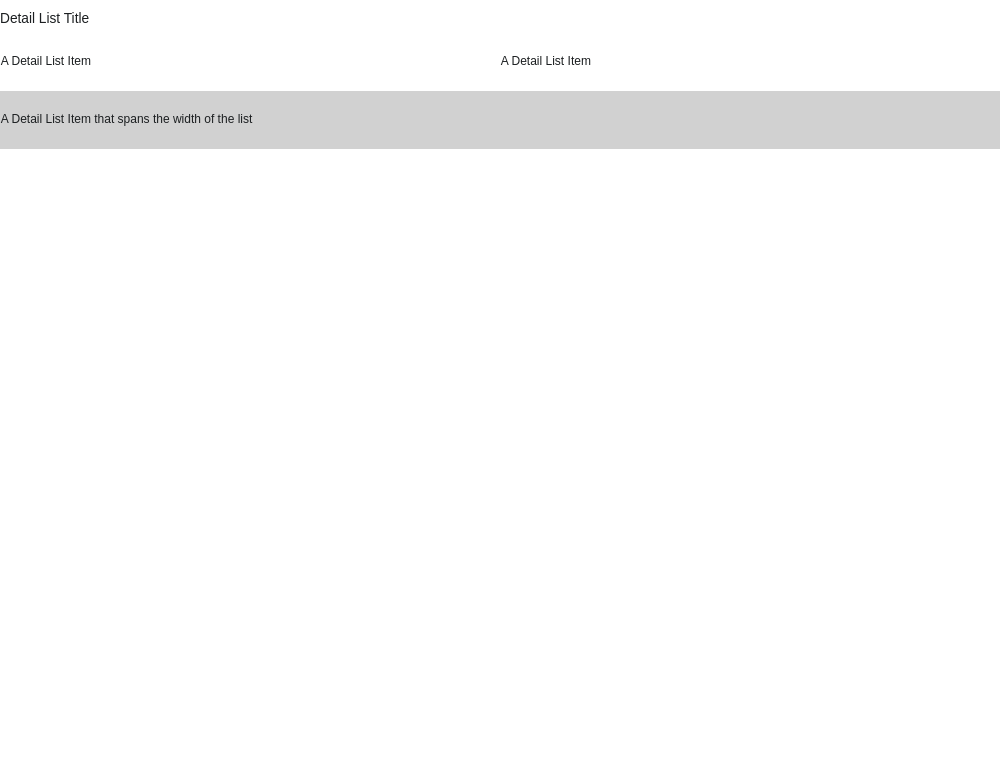 Detail List Title
A Detail List Item
A Detail List Item
A Detail List Item that spans the width of the list